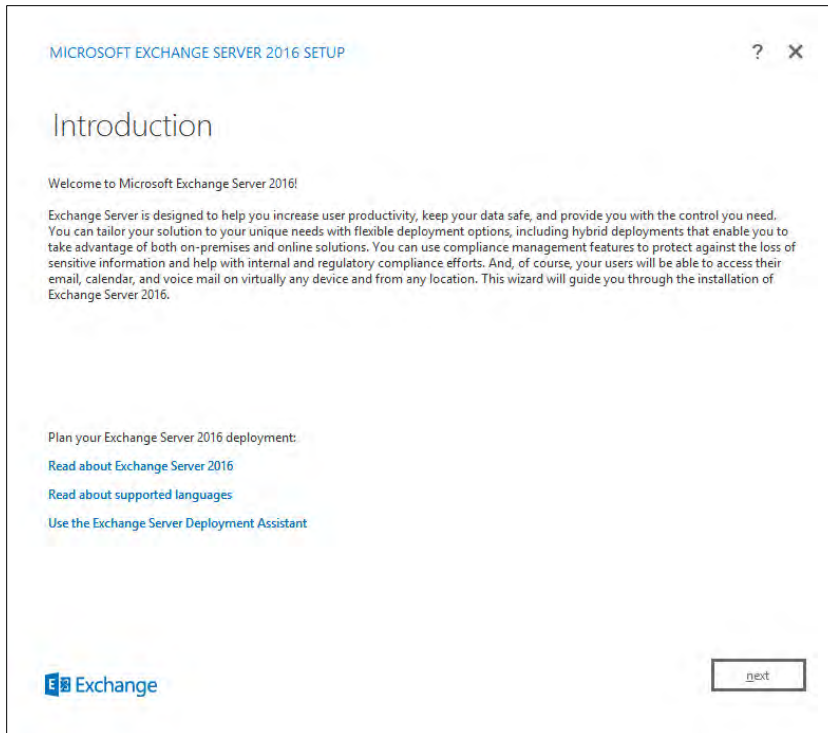 MICROSOFT EXCHANGE SERVER 2016 SETUP
? ✕
Introduction
Welcome to Microsoft Exchange Server 2016!
Exchange Server is designed to help you increase user productivity, keep your data safe, and provide you with the control you need.
You can tailor your solution to your unique needs with flexible deployment options, including hybrid deployments that enable you to
take advantage of both on-premises and online solutions. You can use compliance management features to protect against the loss of
sensitive information and help with internal and regulatory compliance efforts. And, of course, your users will be able to access their
email, calendar, and voice mail on virtually any device and from any location. This wizard will guide you through the installation of
Exchange Server 2016.
Plan your Exchange Server 2016 deployment:
Read about Exchange Server 2016
Read about supported languages
Use the Exchange Server Deployment Assistant
E Exchange
next